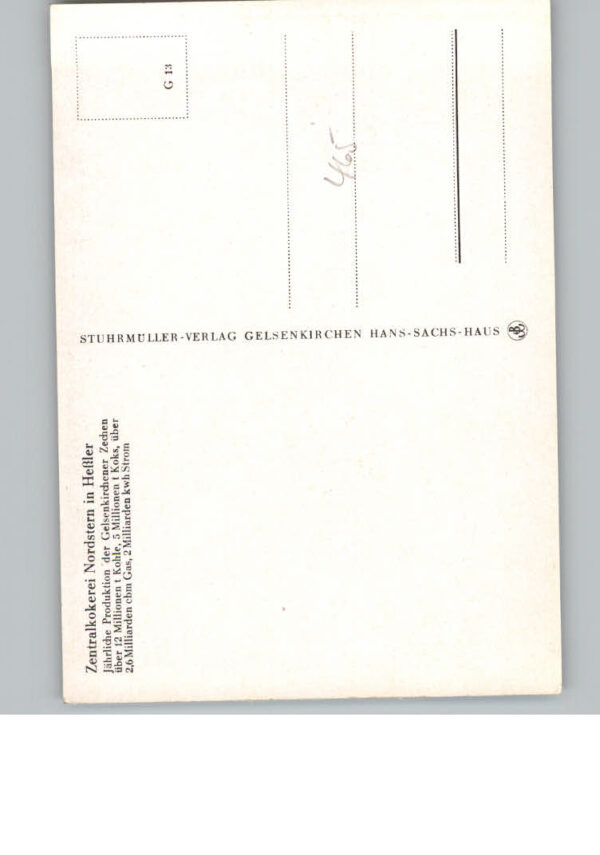 Zentralkokerei Nordstern in Heßler
Jährliche Produktion der Gelsenkirchener Zechen
über 12 Millionen t Kohle, 5 Millionen t Koks, über
2,6 Milliarden cbm Gas, 2 Milliarden kwh Strom
STUHRMÜLLER-VERLAG GELSENKIRCHEN HANS-SACHS-HAUS
G 13
465